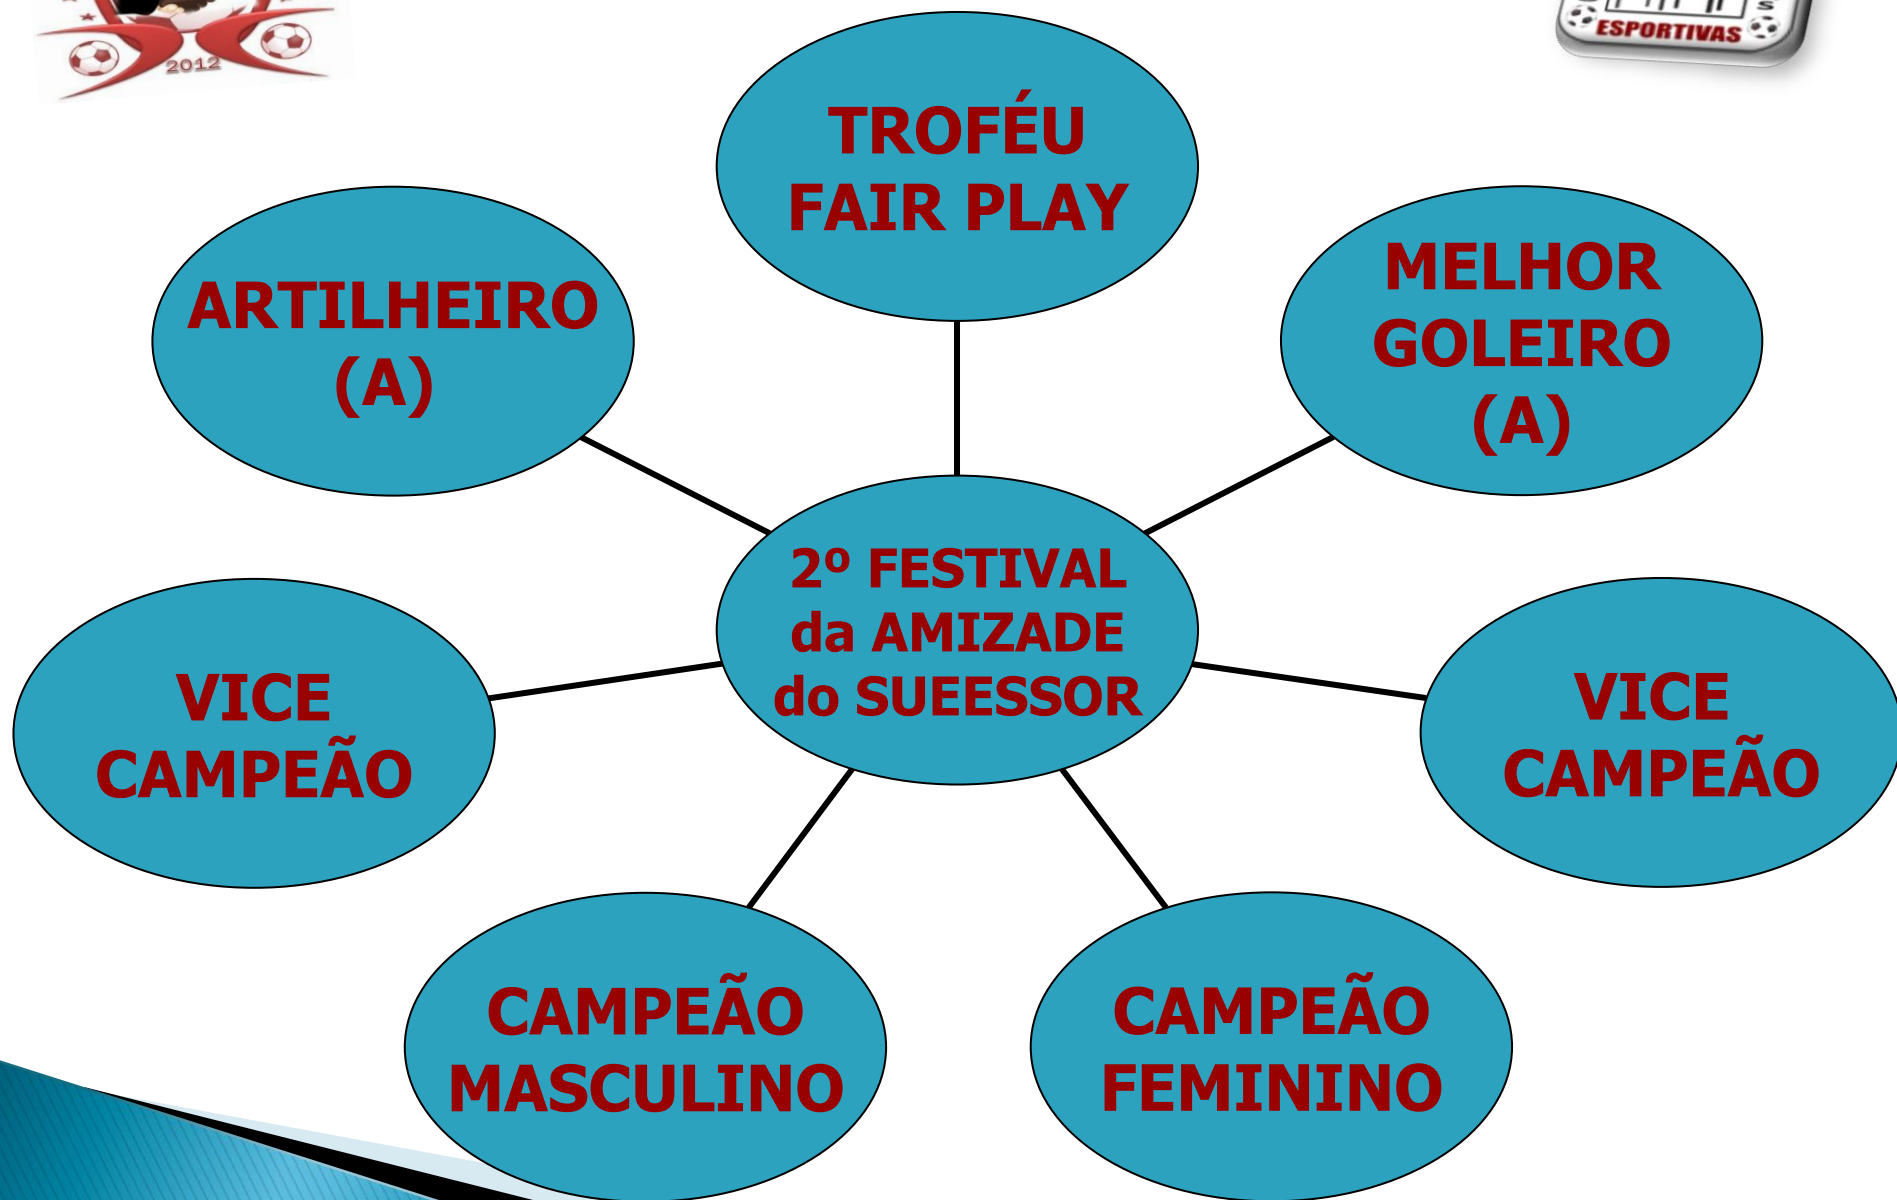 2012
S
ESPORTIVAS
TROFÉU
FAIR PLAY
ARTILHEIRO
(A)
MELHOR
GOLEIRO
(A)
2º FESTIVAL
da AMIZADE
do SUEESSOR
VICE
CAMPEÃO
VICE
CAMPEÃO
CAMPEÃO
MASCULINO
CAMPEÃO
FEMININO